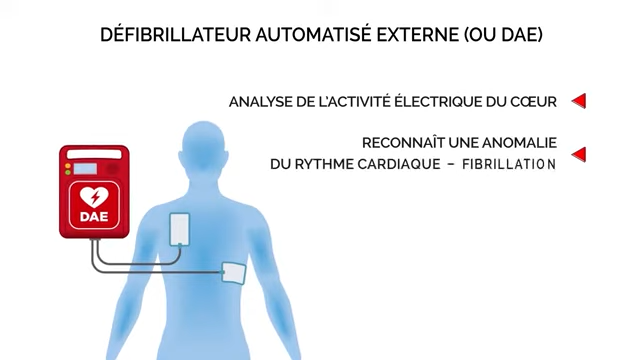 DÉFIBRILLATEUR AUTOMATISÉ EXTERNE (OU DAE)
ANALYSE DE L'ACTIVITÉ ÉLECTRIQUE DU CŒUR
RECONNAÎT UNE ANOMALIE
DU RYTHME CARDIAQUE – FIBRILLATION
DAE